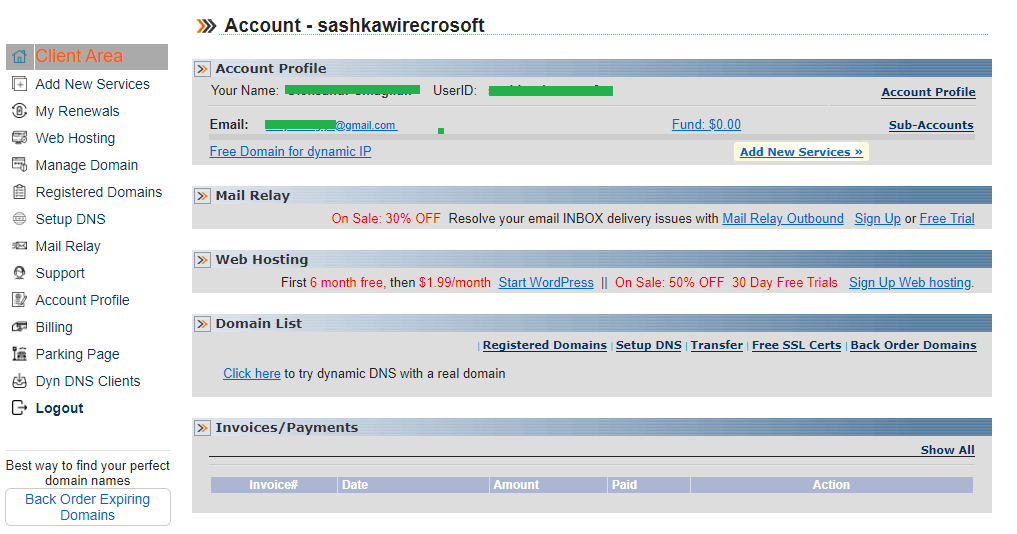 Account - sashkawirecrosoft
Client Area
Add New Services
My Renewals
Web Hosting
Manage Domain
Registered Domains
Setup DNS
Mail Relay
Support
Account Profile
Billing
Parking Page
Dyn DNS Clients
Logout
Best way to find your perfect
domain names
Back Order Expiring
Domains
Account Profile
Your Name: UserID: Account Profile
Email: @gmail.com Fund: $0.00 Sub-Accounts
Free Domain for dynamic IP Add New Services »
Mail Relay
On Sale: 30% OFF Resolve your email INBOX delivery issues with Mail Relay Outbound Sign Up or Free Trial
Web Hosting
First 6 month free, then $1.99/month Start WordPress || On Sale: 50% OFF 30 Day Free Trials Sign Up Web hosting.
Domain List
| Registered Domains | Setup DNS | Transfer | Free SSL Certs | Back Order Domains
Click here to try dynamic DNS with a real domain
Invoices/Payments
Show All
Invoice# Date Amount Paid Action